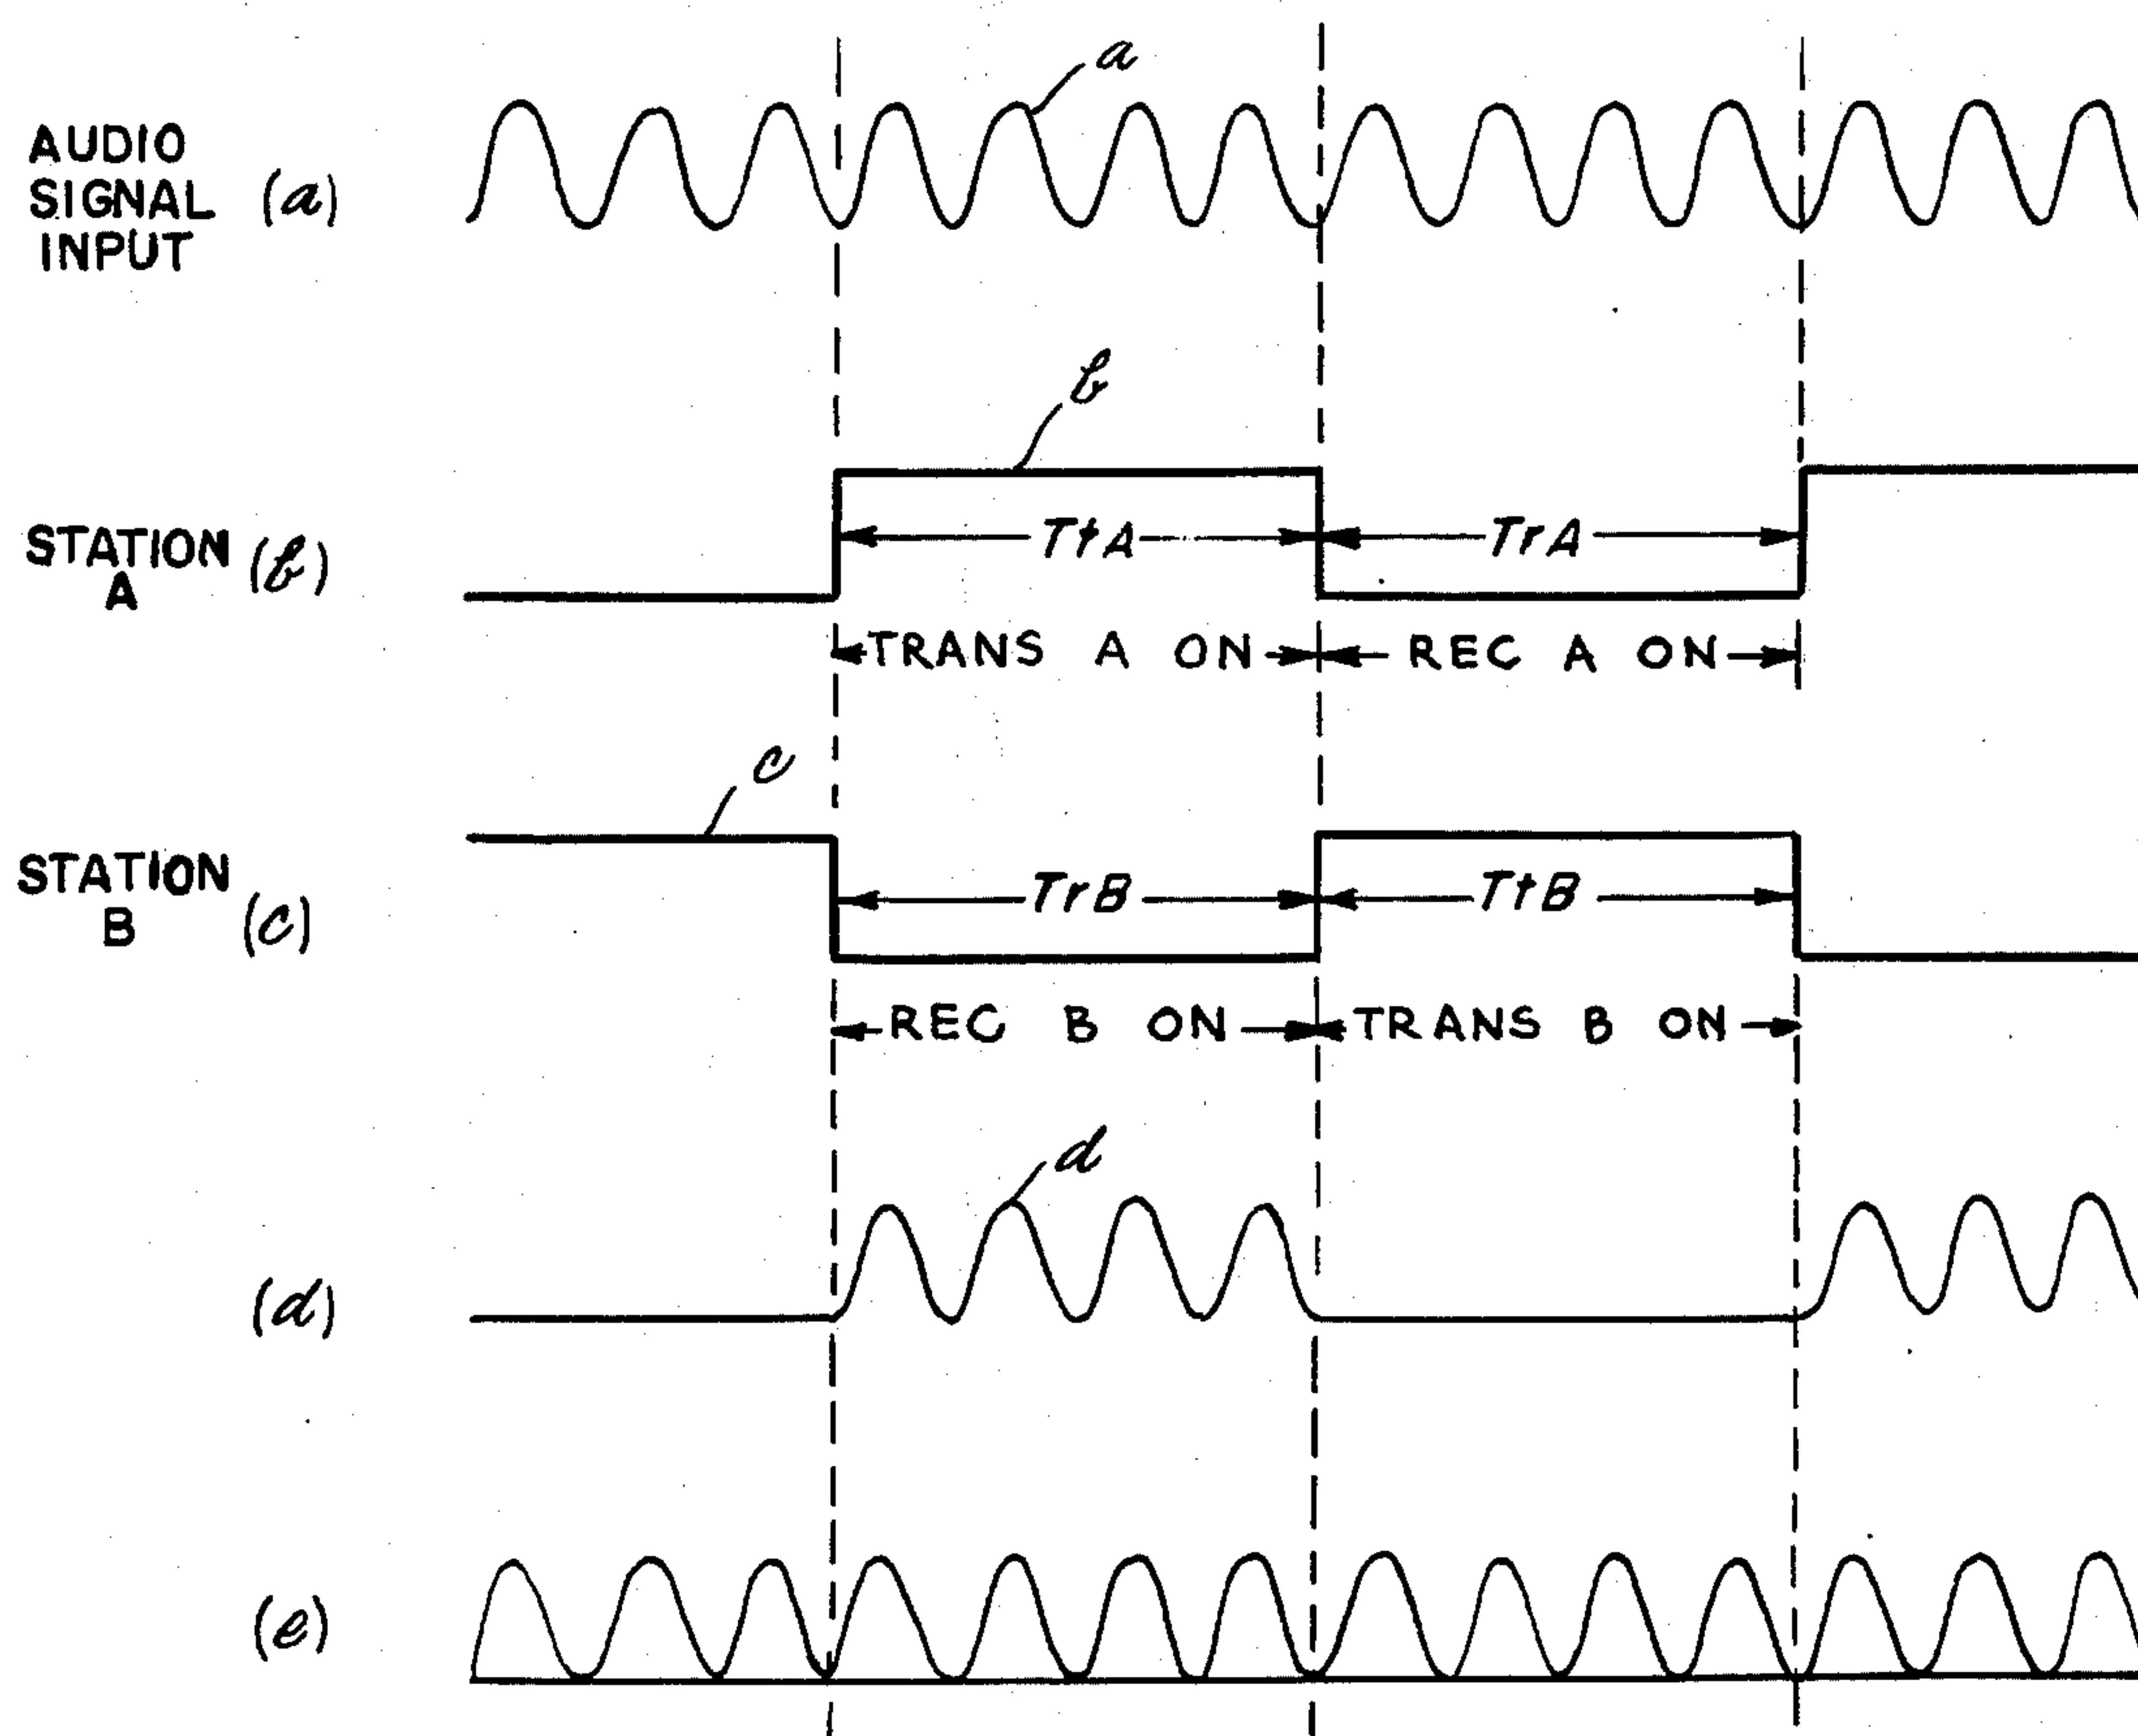 a
AUDIO
SIGNAL (a)
INPUT
b
STATION (b)
A
TtA TrA
TRANS A ON REC A ON
c
STATION
B (c)
TrB TtB
REC B ON TRANS B ON
d
(d)
(e)